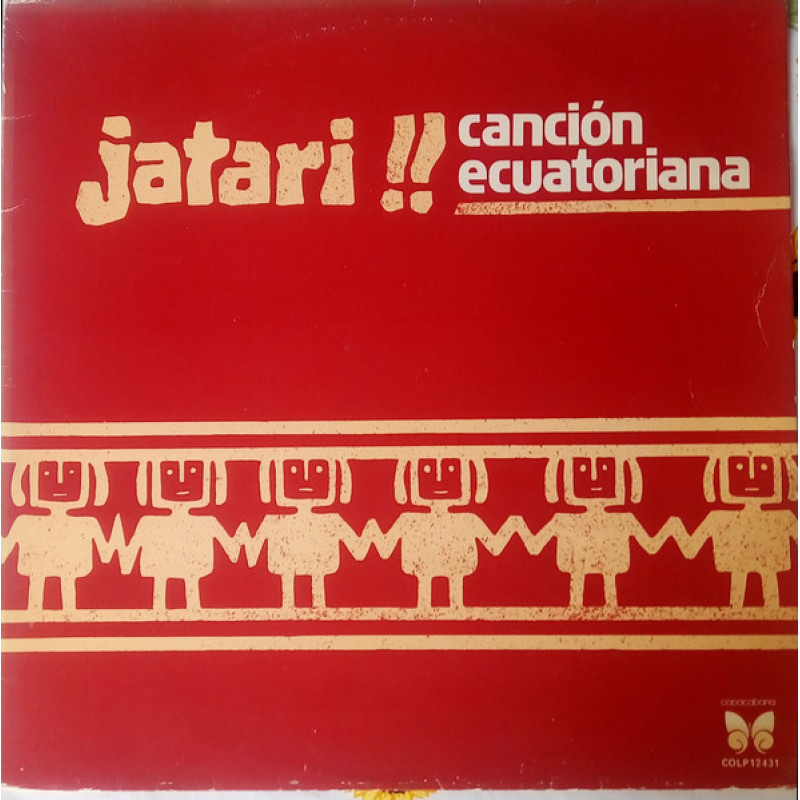 jatari !!
canción
ecuatoriana
copacabana
COLP12431